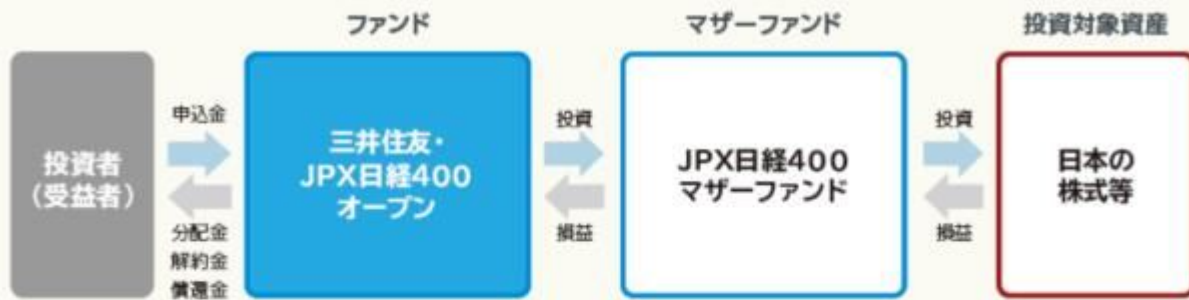 ファンド
マザーファンド
投資対象資産
投資者
（受益者）
申込金
分配金
解約金
償還金
三井住友・
JPX日経400
オープン
投資
損益
JPX日経400
マザーファンド
投資
損益
日本の
株式等